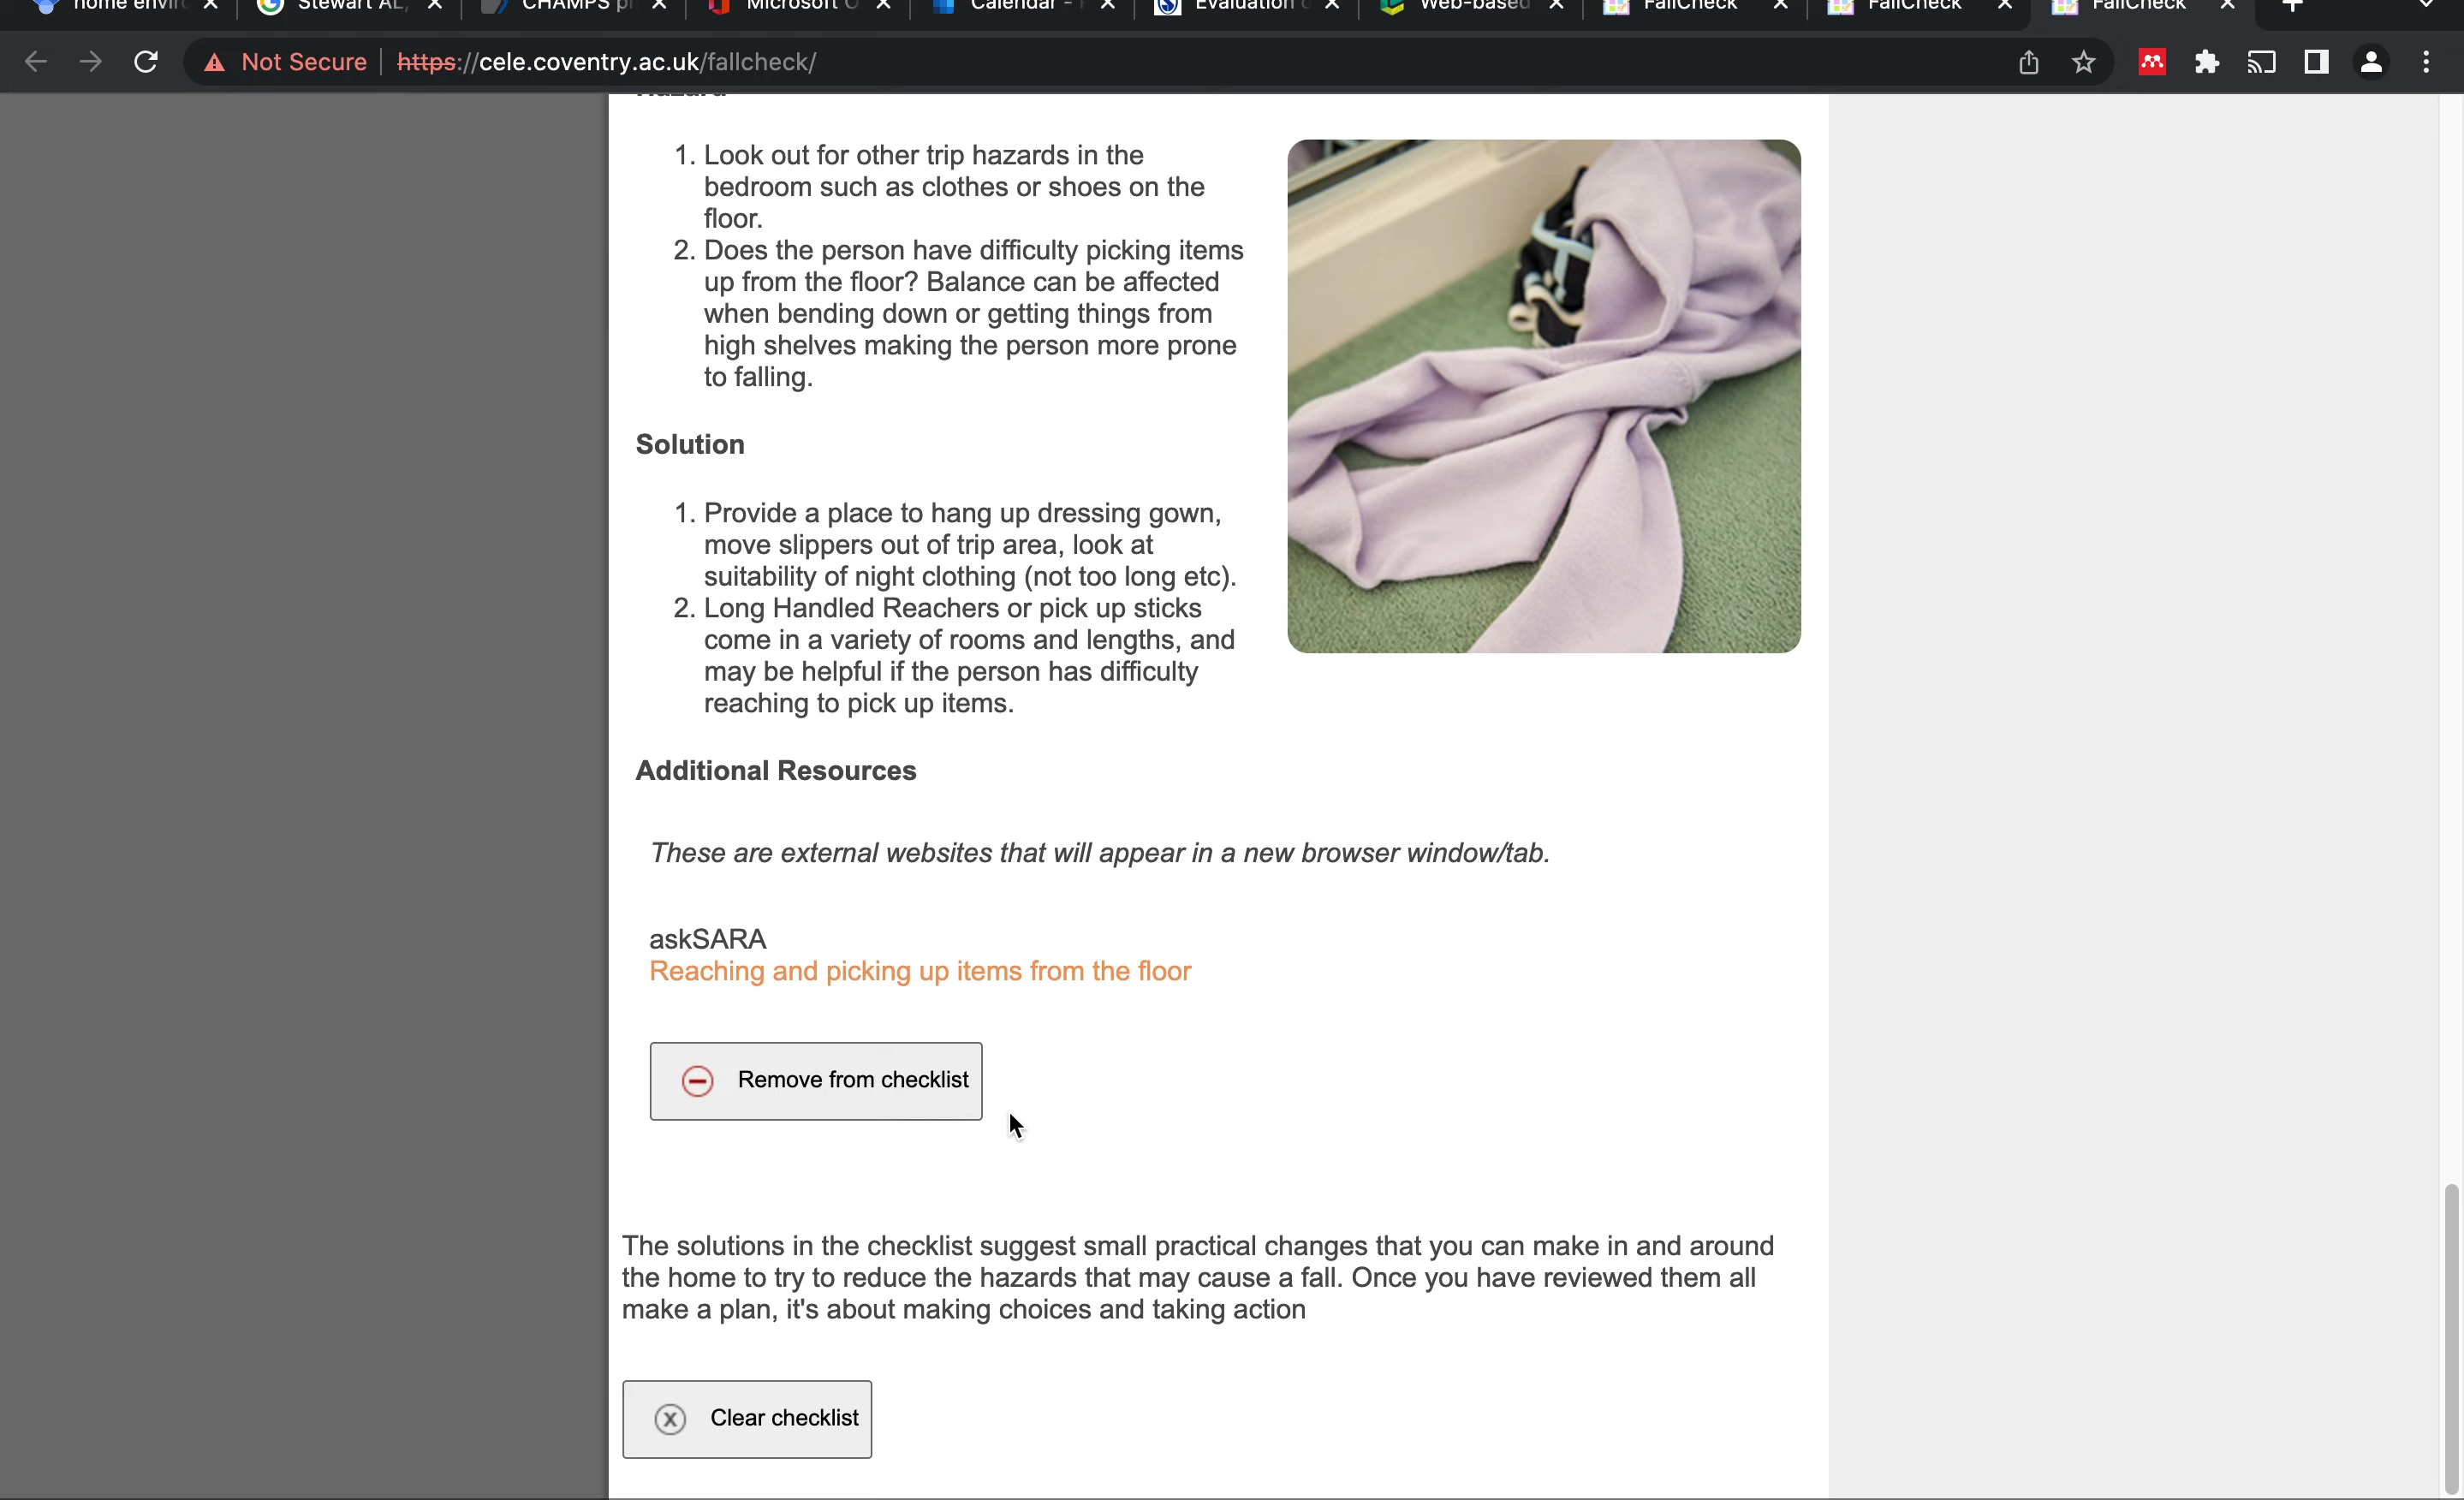 Stewart AL,
Calendar -
Evaluation
Web-based
FallCheck
FallCheck
FallCheck
Not Secure
https://cele.coventry.ac.uk/fallcheck/
1. Look out for other trip hazards in the
bedroom such as clothes or shoes on the
floor.
2. Does the person have difficulty picking items
up from the floor? Balance can be affected
when bending down or getting things from
high shelves making the person more prone
to falling.
Solution
1. Provide a place to hang up dressing gown,
move slippers out of trip area, look at
suitability of night clothing (not too long etc).
2. Long Handled Reachers or pick up sticks
come in a variety of rooms and lengths, and
may be helpful if the person has difficulty
reaching to pick up items.
Additional Resources
These are external websites that will appear in a new browser window/tab.
askSARA
Reaching and picking up items from the floor
Remove from checklist
The solutions in the checklist suggest small practical changes that you can make in and around
the home to try to reduce the hazards that may cause a fall. Once you have reviewed them all
make a plan, it's about making choices and taking action
Clear checklist